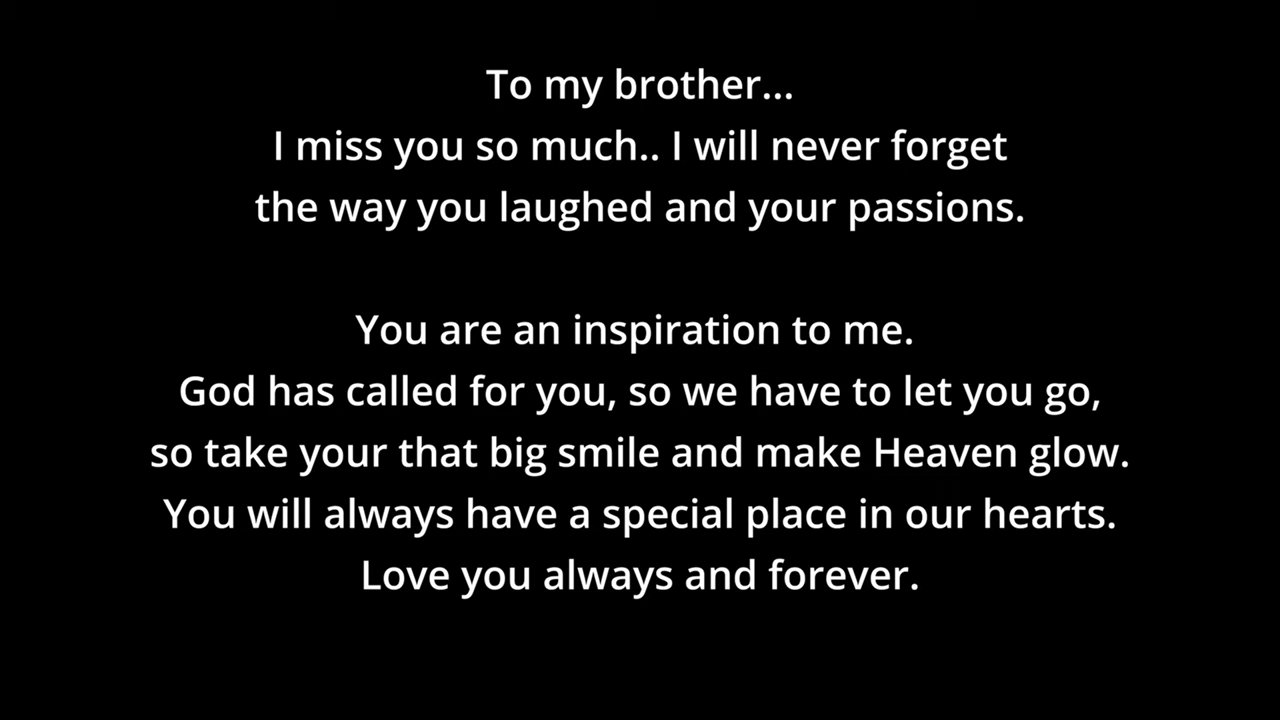 To my brother...
I miss you so much.. I will never forget
the way you laughed and your passions.
You are an inspiration to me.
God has called for you, so we have to let you go,
so take your that big smile and make Heaven glow.
You will always have a special place in our hearts.
Love you always and forever.